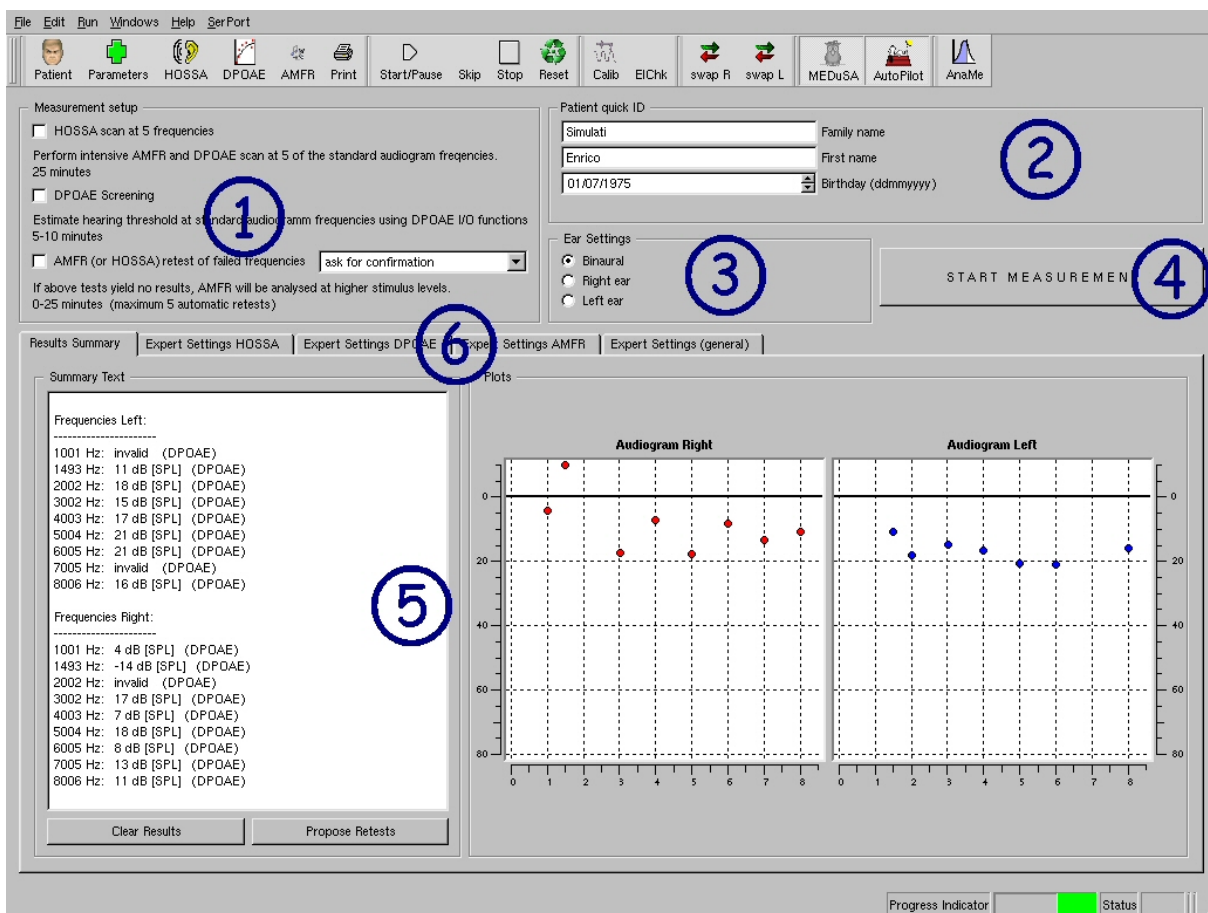 File Edit Run Windows Help SerPort
Patient Parameters HOSSA DPOAE AMFR Print Start/Pause Skip Stop Reset Calib ElChk swap R swap L MEDuSA AutoPilot AnaMe
Measurement setup
HOSSA scan at 5 frequencies
Perform intensive AMFR and DPOAE scan at 5 of the standard audiogram freqencies.
25 minutes
DPOAE Screening
Estimate hearing threshold at standard audiogramm frequencies using DPOAE I/O functions
5-10 minutes
AMFR (or HOSSA) retest of failed frequencies ask for confirmation
If above tests yield no results, AMFR will be analysed at higher stimulus levels.
0-25 minutes (maximum 5 automatic retests)
1
Patient quick ID
Simulati Family name
Enrico First name
01/07/1975 Birthday (ddmmyyyy)
2
Ear Settings
Binaural
Right ear
Left ear
3
START MEASUREMEN
4
Results Summary Expert Settings HOSSA Expert Settings DPOAE Expert Settings AMFR Expert Settings (general)
6
Summary Text
Frequencies Left:
----------------------
1001 Hz: invalid (DPOAE)
1493 Hz: 11 dB [SPL] (DPOAE)
2002 Hz: 18 dB [SPL] (DPOAE)
3002 Hz: 15 dB [SPL] (DPOAE)
4003 Hz: 17 dB [SPL] (DPOAE)
5004 Hz: 21 dB [SPL] (DPOAE)
6005 Hz: 21 dB [SPL] (DPOAE)
7005 Hz: invalid (DPOAE)
8006 Hz: 16 dB [SPL] (DPOAE)
Frequencies Right:
----------------------
1001 Hz: 4 dB [SPL] (DPOAE)
1493 Hz: -14 dB [SPL] (DPOAE)
2002 Hz: invalid (DPOAE)
3002 Hz: 17 dB [SPL] (DPOAE)
4003 Hz: 7 dB [SPL] (DPOAE)
5004 Hz: 18 dB [SPL] (DPOAE)
6005 Hz: 8 dB [SPL] (DPOAE)
7005 Hz: 13 dB [SPL] (DPOAE)
8006 Hz: 11 dB [SPL] (DPOAE)
5
Clear Results Propose Retests
Plots
Audiogram Right Audiogram Left
0 0
20 20
40 40
60 60
80 80
0 1 2 3 4 5 6 7 8 0 1 2 3 4 5 6 7 8
Progress Indicator Status